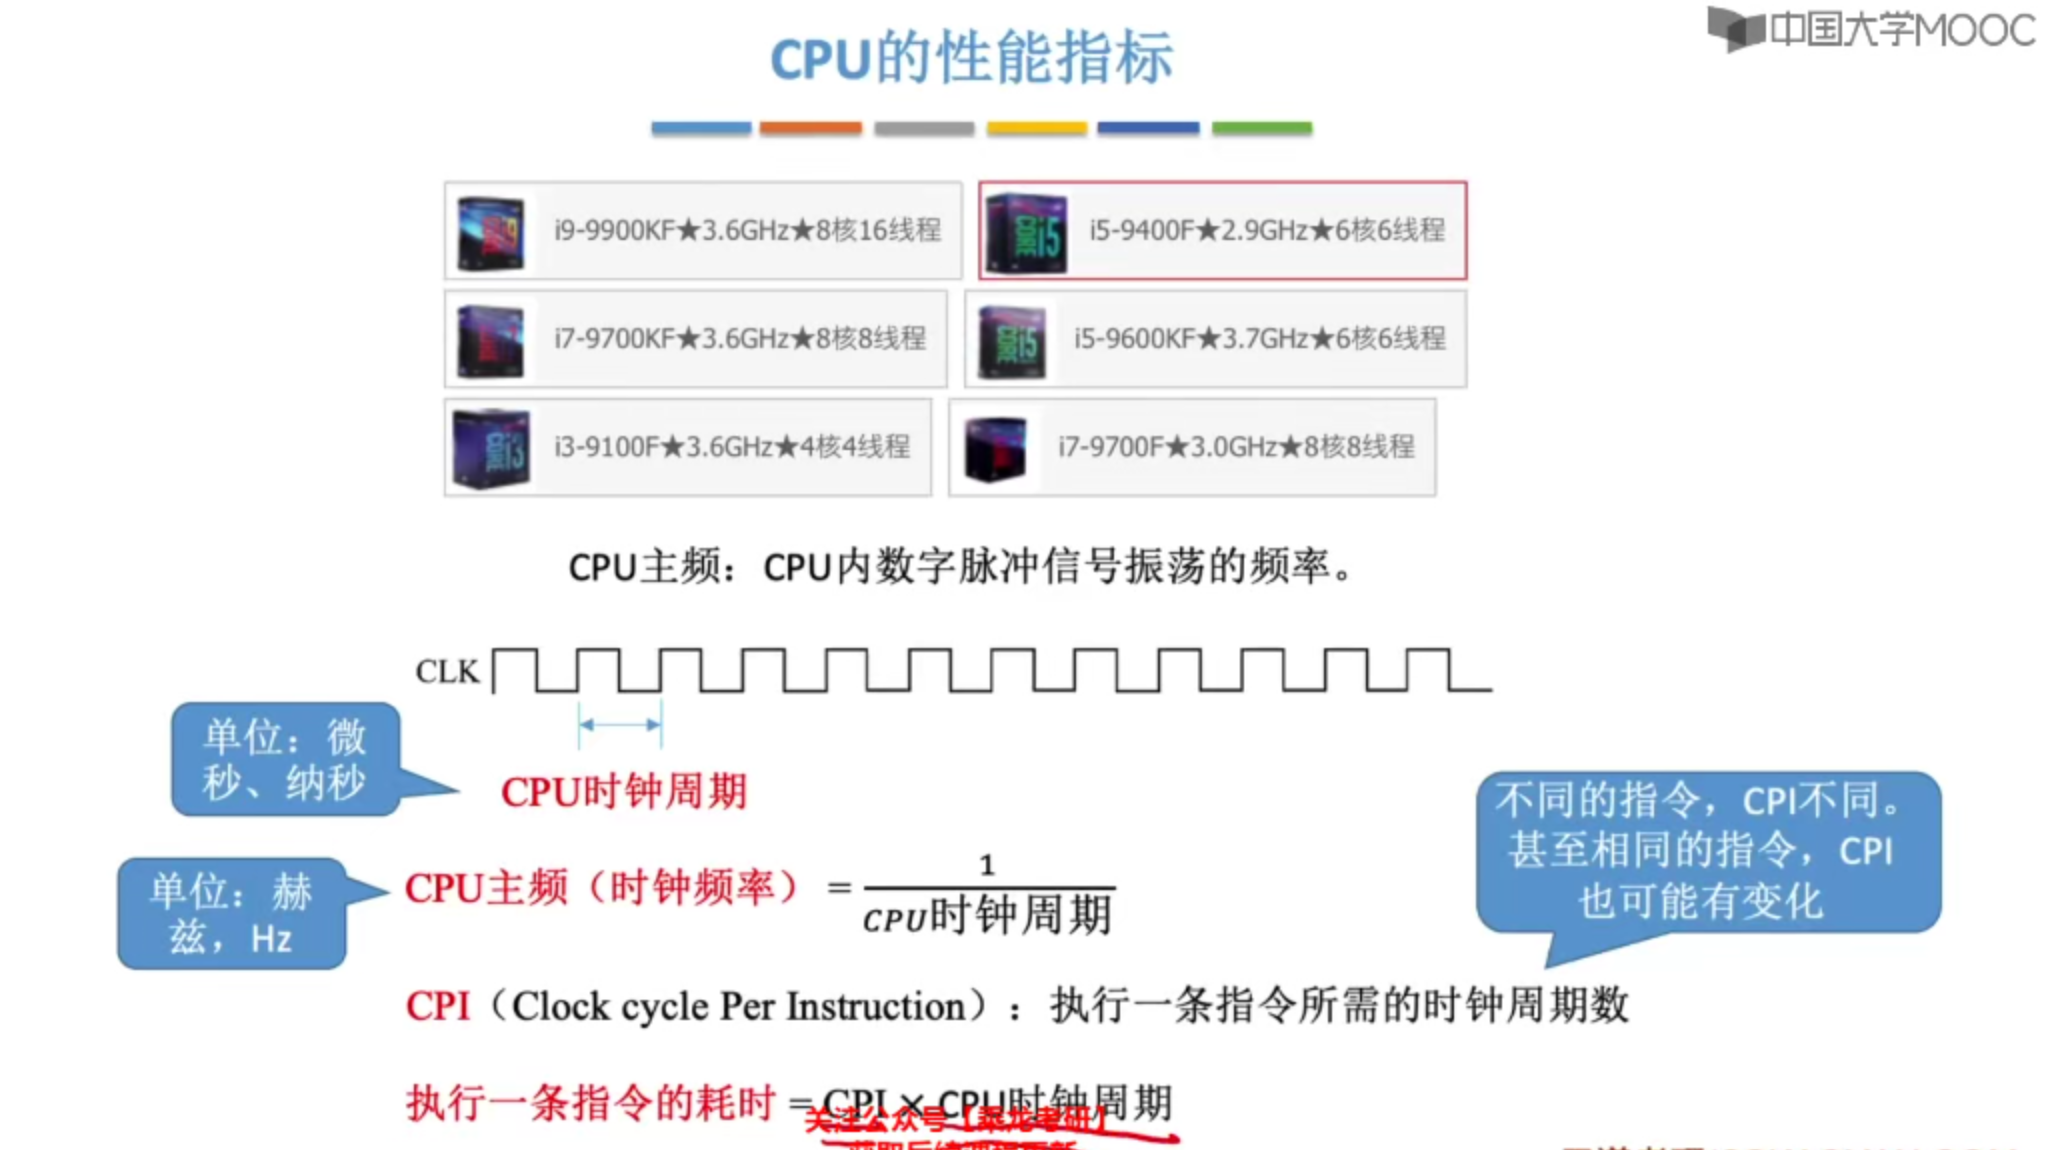 中国大学MOOC
CPU的性能指标
i9-9900KF★3.6GHz★8核16线程
i5-9400F★2.9GHz★6核6线程
i7-9700KF★3.6GHz★8核8线程
i5-9600KF★3.7GHz★6核6线程
i3-9100F★3.6GHz★4核4线程
i7-9700F★3.0GHz★8核8线程
CPU主频：CPU内数字脉冲信号振荡的频率。
CLK
单位：微
秒、纳秒
CPU时钟周期
单位：赫
兹，Hz
CPU主频（时钟频率） =
1
CPU时钟周期
不同的指令，CPI不同。
甚至相同的指令，CPI
也可能有变化
CPI（Clock cycle Per Instruction）：执行一条指令所需的时钟周期数
执行一条指令的耗时 = CPI × CPU时钟周期
关注公众号